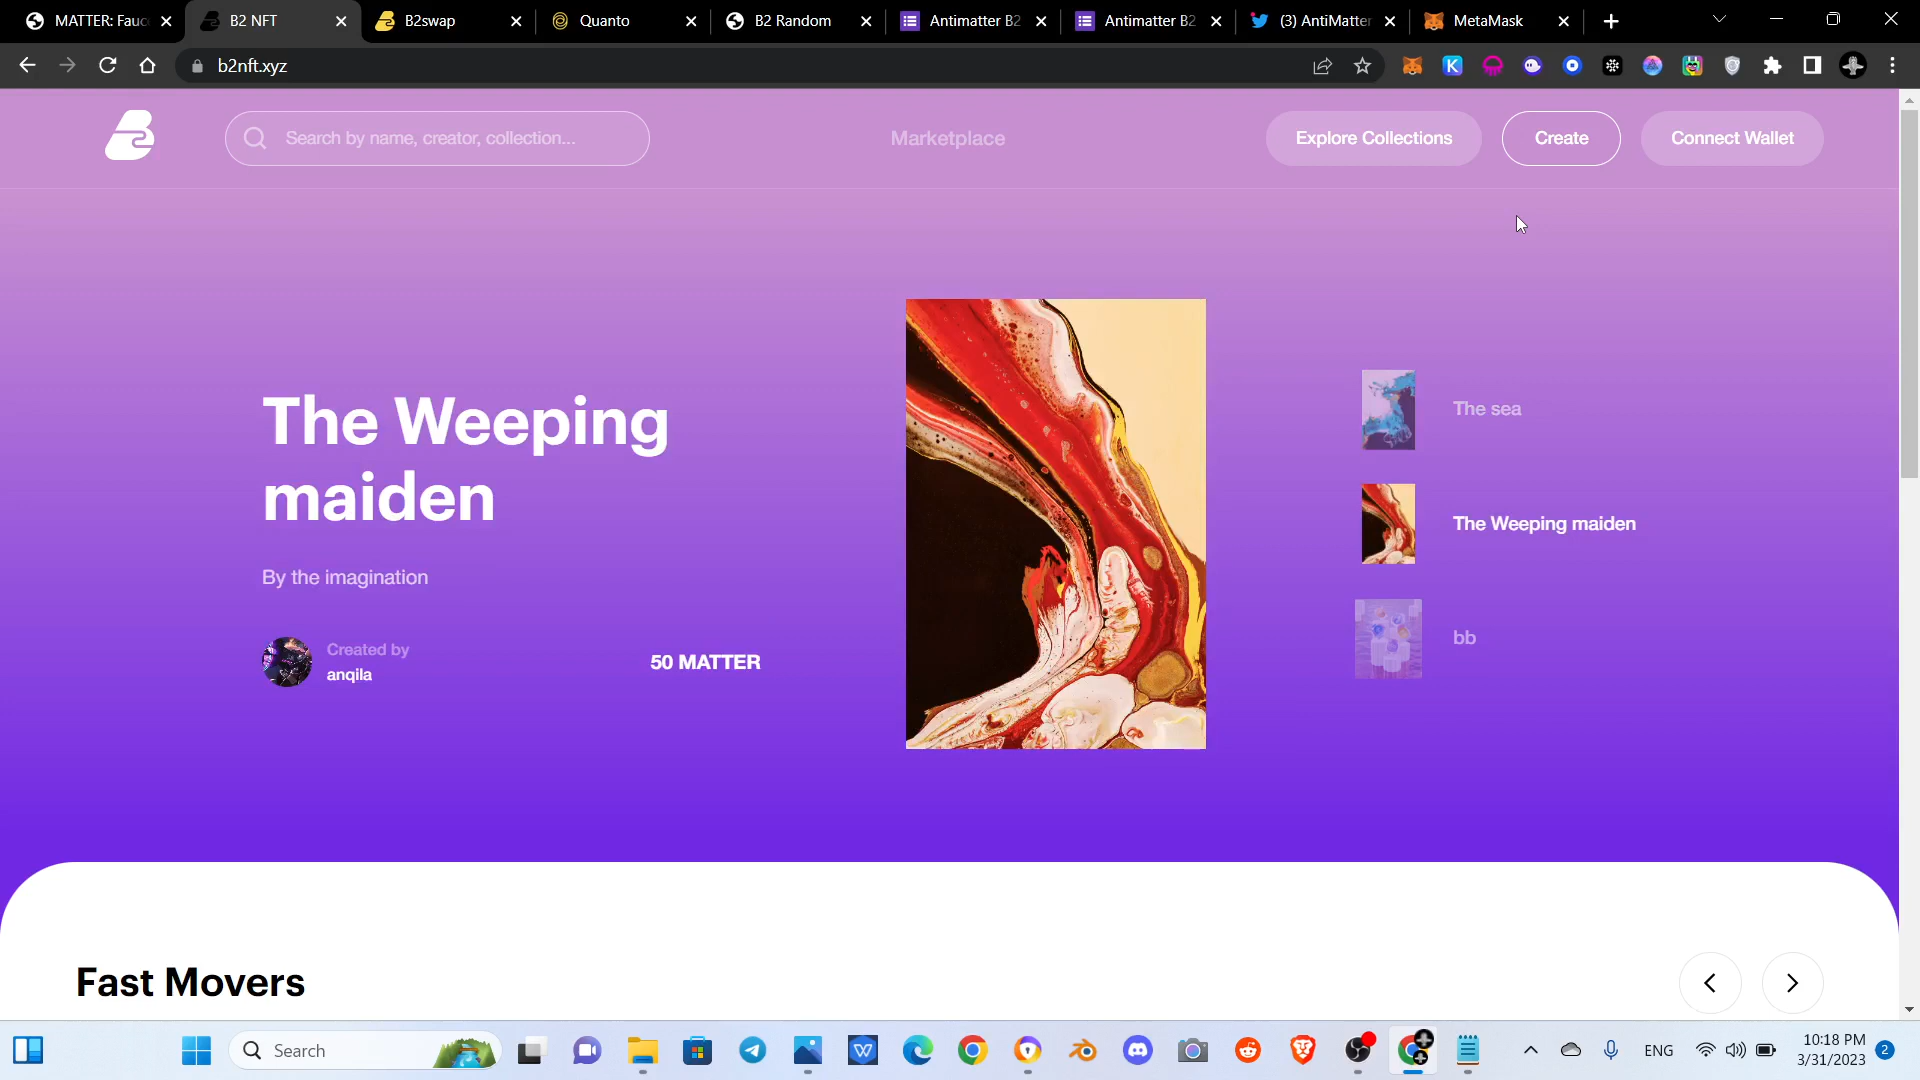 MATTER: Fauc
B2 NFT
B2swap
Quanto
B2 Random
Antimatter B2
Antimatter B2
(3) AntiMatter
MetaMask
b2nft.xyz
Search by name, creator, collection...
Marketplace
Explore Collections
Create
Connect Wallet
The Weeping
maiden
By the imagination
Created by
anqila
50 MATTER
The sea
The Weeping maiden
bb
Fast Movers
Search
ENG
10:18 PM
3/31/2023
2